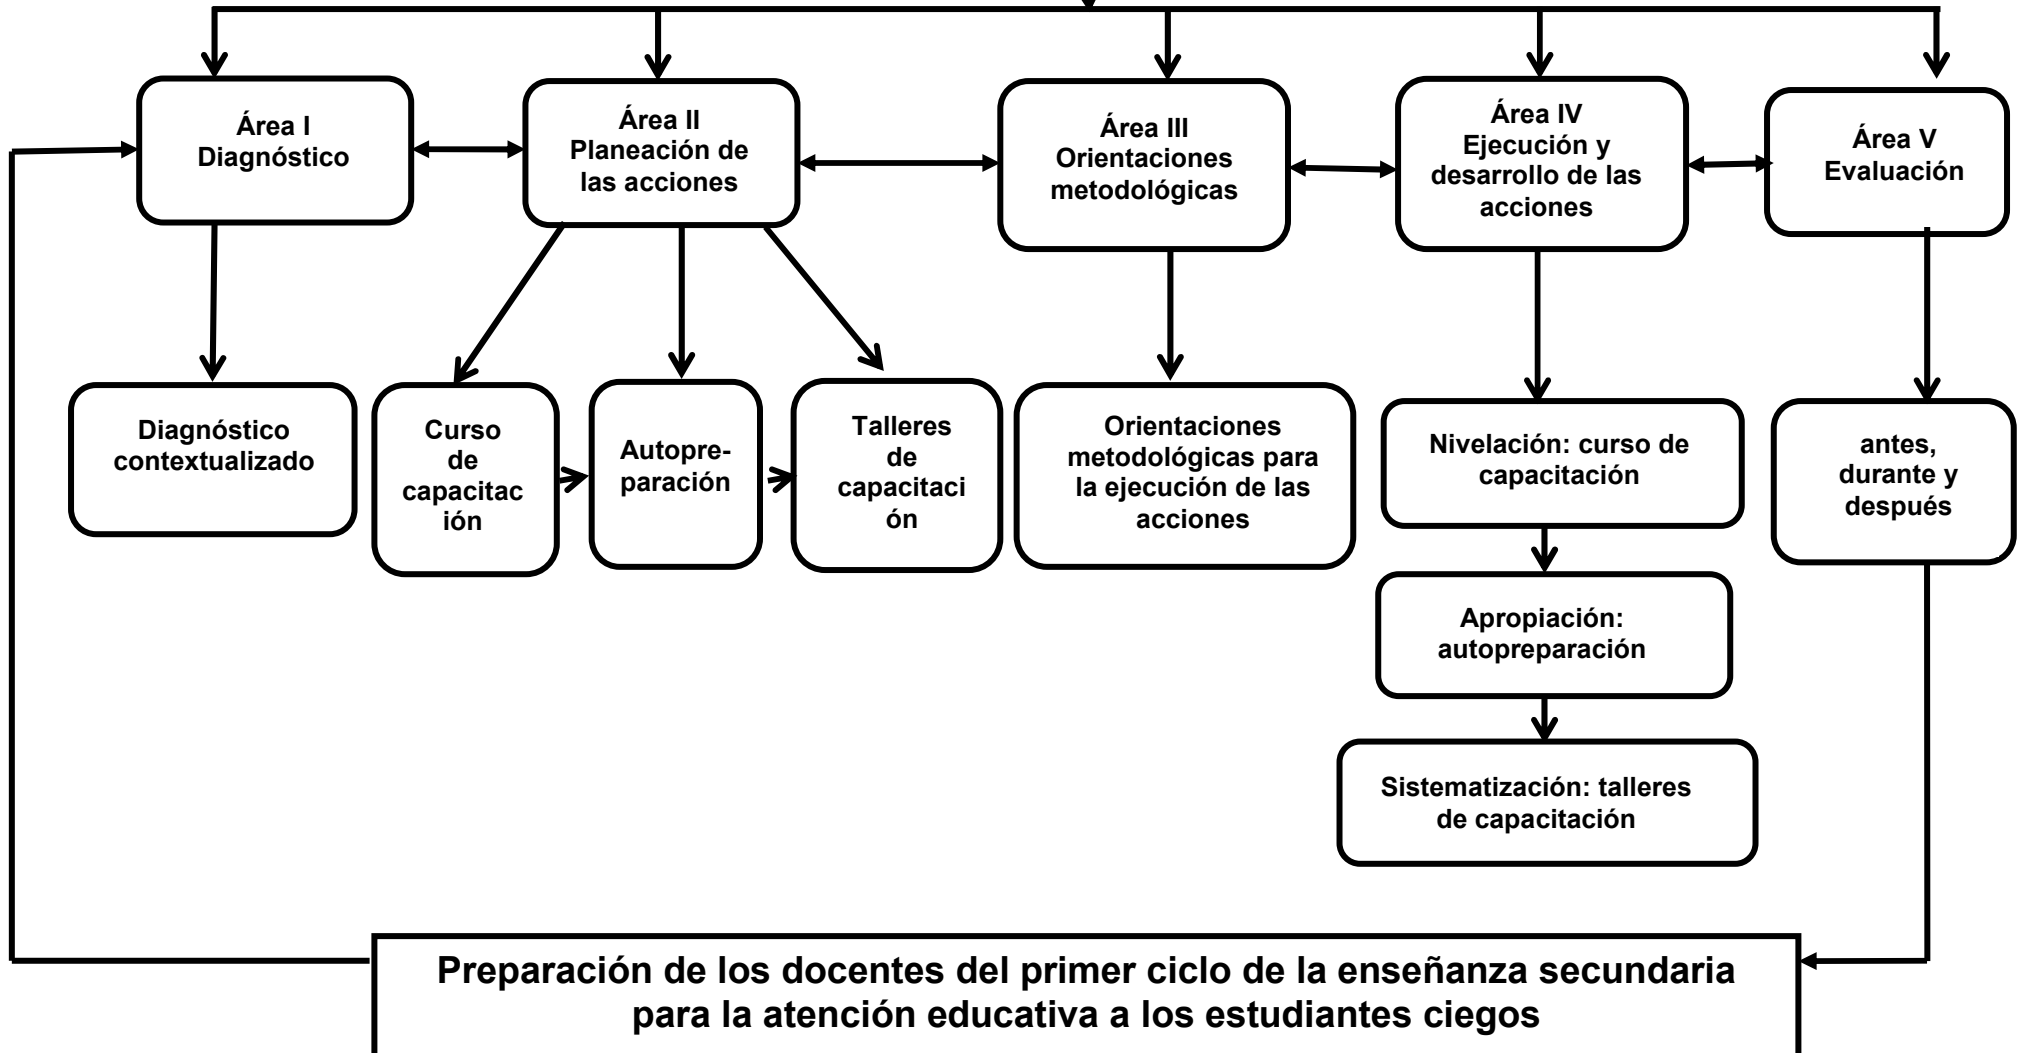 Área I
Diagnóstico
Área II
Planeación de
las acciones
Área III
Orientaciones
metodológicas
Área IV
Ejecución y
desarrollo de las
acciones
Área V
Evaluación
Diagnóstico
contextualizado
Curso
de
capacitac
ión
Autopre-
paración
Talleres
de
capacitaci
ón
Orientaciones
metodológicas para
la ejecución de las
acciones
Nivelación: curso de
capacitación
antes,
durante y
después
Apropiación:
autopreparación
Sistematización: talleres
de capacitación
Preparación de los docentes del primer ciclo de la enseñanza secundaria
para la atención educativa a los estudiantes ciegos